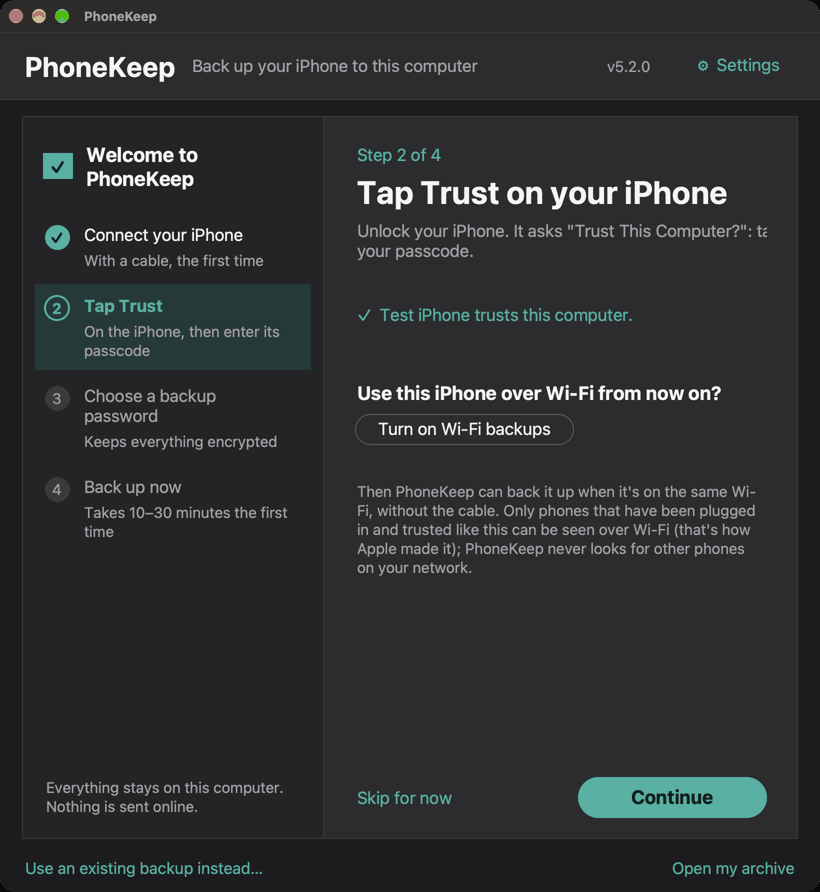 PhoneKeep
PhoneKeep Back up your iPhone to this computer v5.2.0 Settings
Welcome to
PhoneKeep
Connect your iPhone
With a cable, the first time
2 Tap Trust
On the iPhone, then enter its
passcode
3 Choose a backup
password
Keeps everything encrypted
4 Back up now
Takes 10–30 minutes the first
time
Everything stays on this computer.
Nothing is sent online.
Step 2 of 4
Tap Trust on your iPhone
Unlock your iPhone. It asks "Trust This Computer?":
your passcode.
✓ Test iPhone trusts this computer.
Use this iPhone over Wi-Fi from now on?
Turn on Wi-Fi backups
Then PhoneKeep can back it up when it's on the same Wi-
Fi, without the cable. Only phones that have been plugged
in and trusted like this can be seen over Wi-Fi (that's how
Apple made it); PhoneKeep never looks for other phones
on your network.
Skip for now
Continue
Use an existing backup instead...
Open my archive